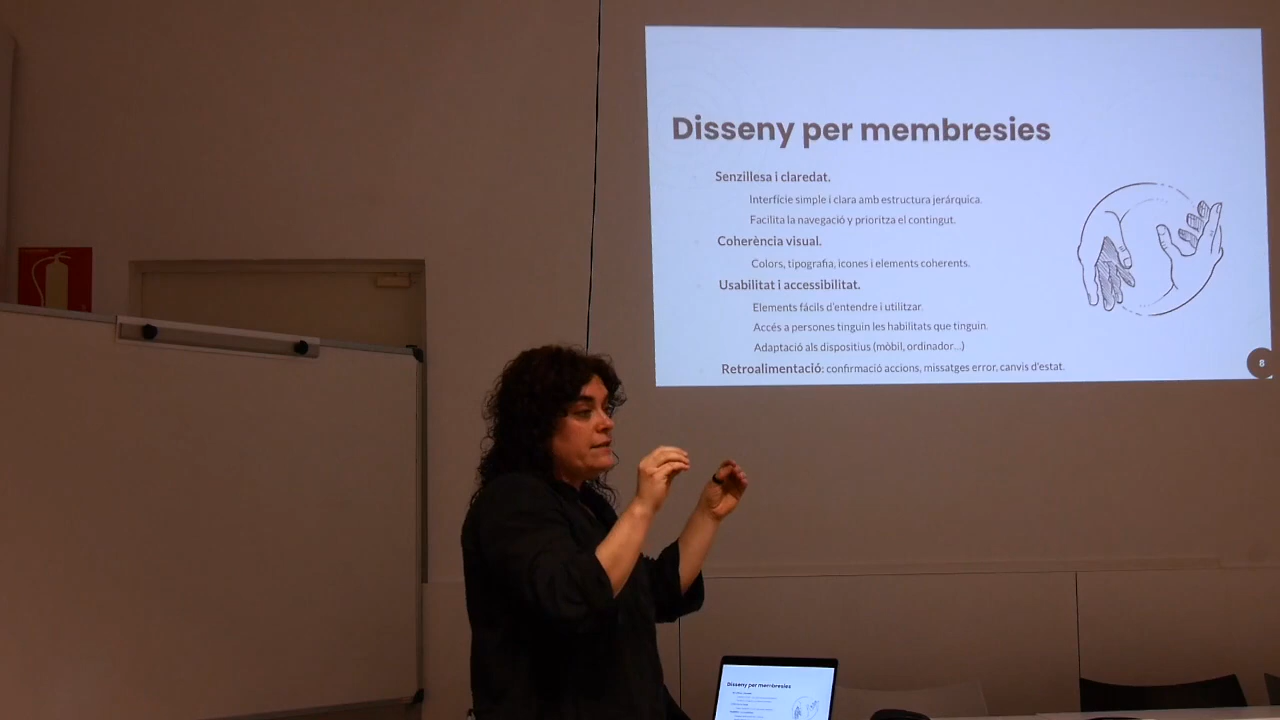 Disseny per membresies
Senzillesa i claredat.
Interfície simple i clara amb estructura jerárquica.
Facilita la navegació y prioritza el contingut.
Coherència visual.
Colors, tipografia, icones i elements coherents.
Usabilitat i accessibilitat.
Elements fácils d'entendre i utilitzar.
Accés a persones tinguin les habilitats que tinguin.
Adaptació als dispositius (mòbil, ordinador...)
Retroalimentació: confirmació accions, missatges error, canvis d'estat.
8
Disseny per membresies